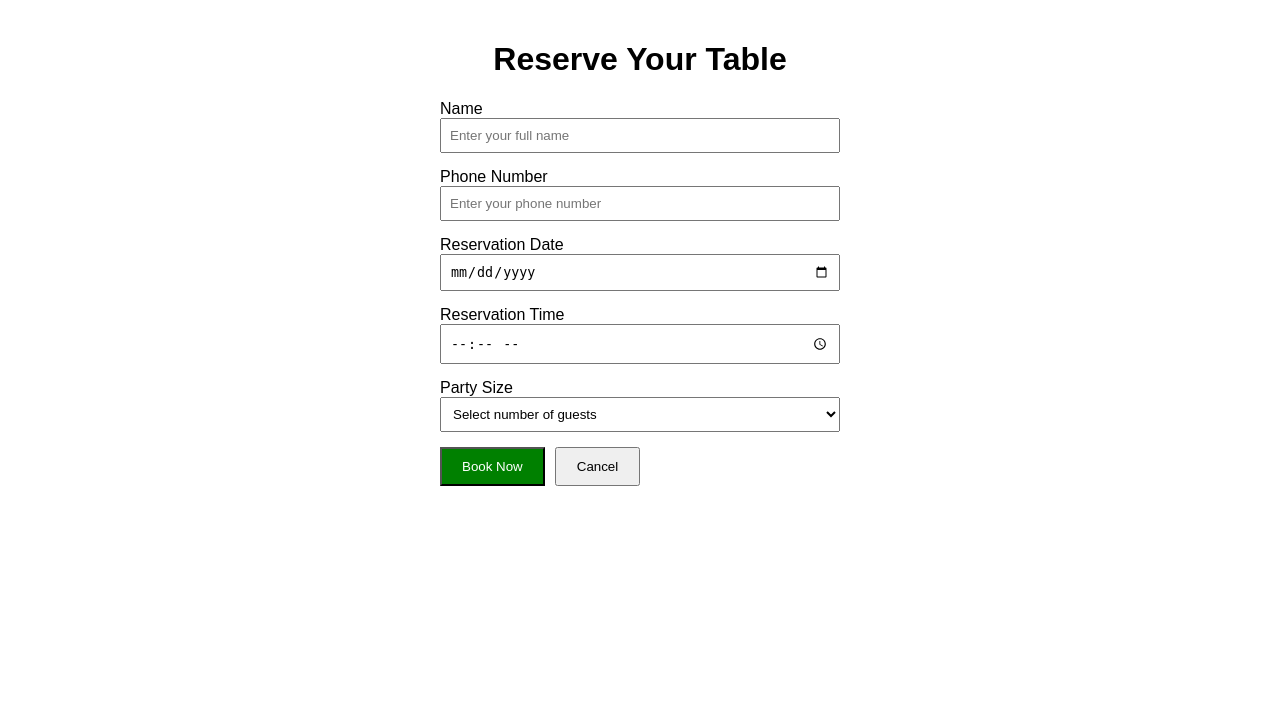 Reserve Your Table
Name
Enter your full name
Phone Number
Enter your phone number
Reservation Date
mm/dd/yyyy
Reservation Time
--:-- --
Party Size
Select number of guests
Book Now Cancel